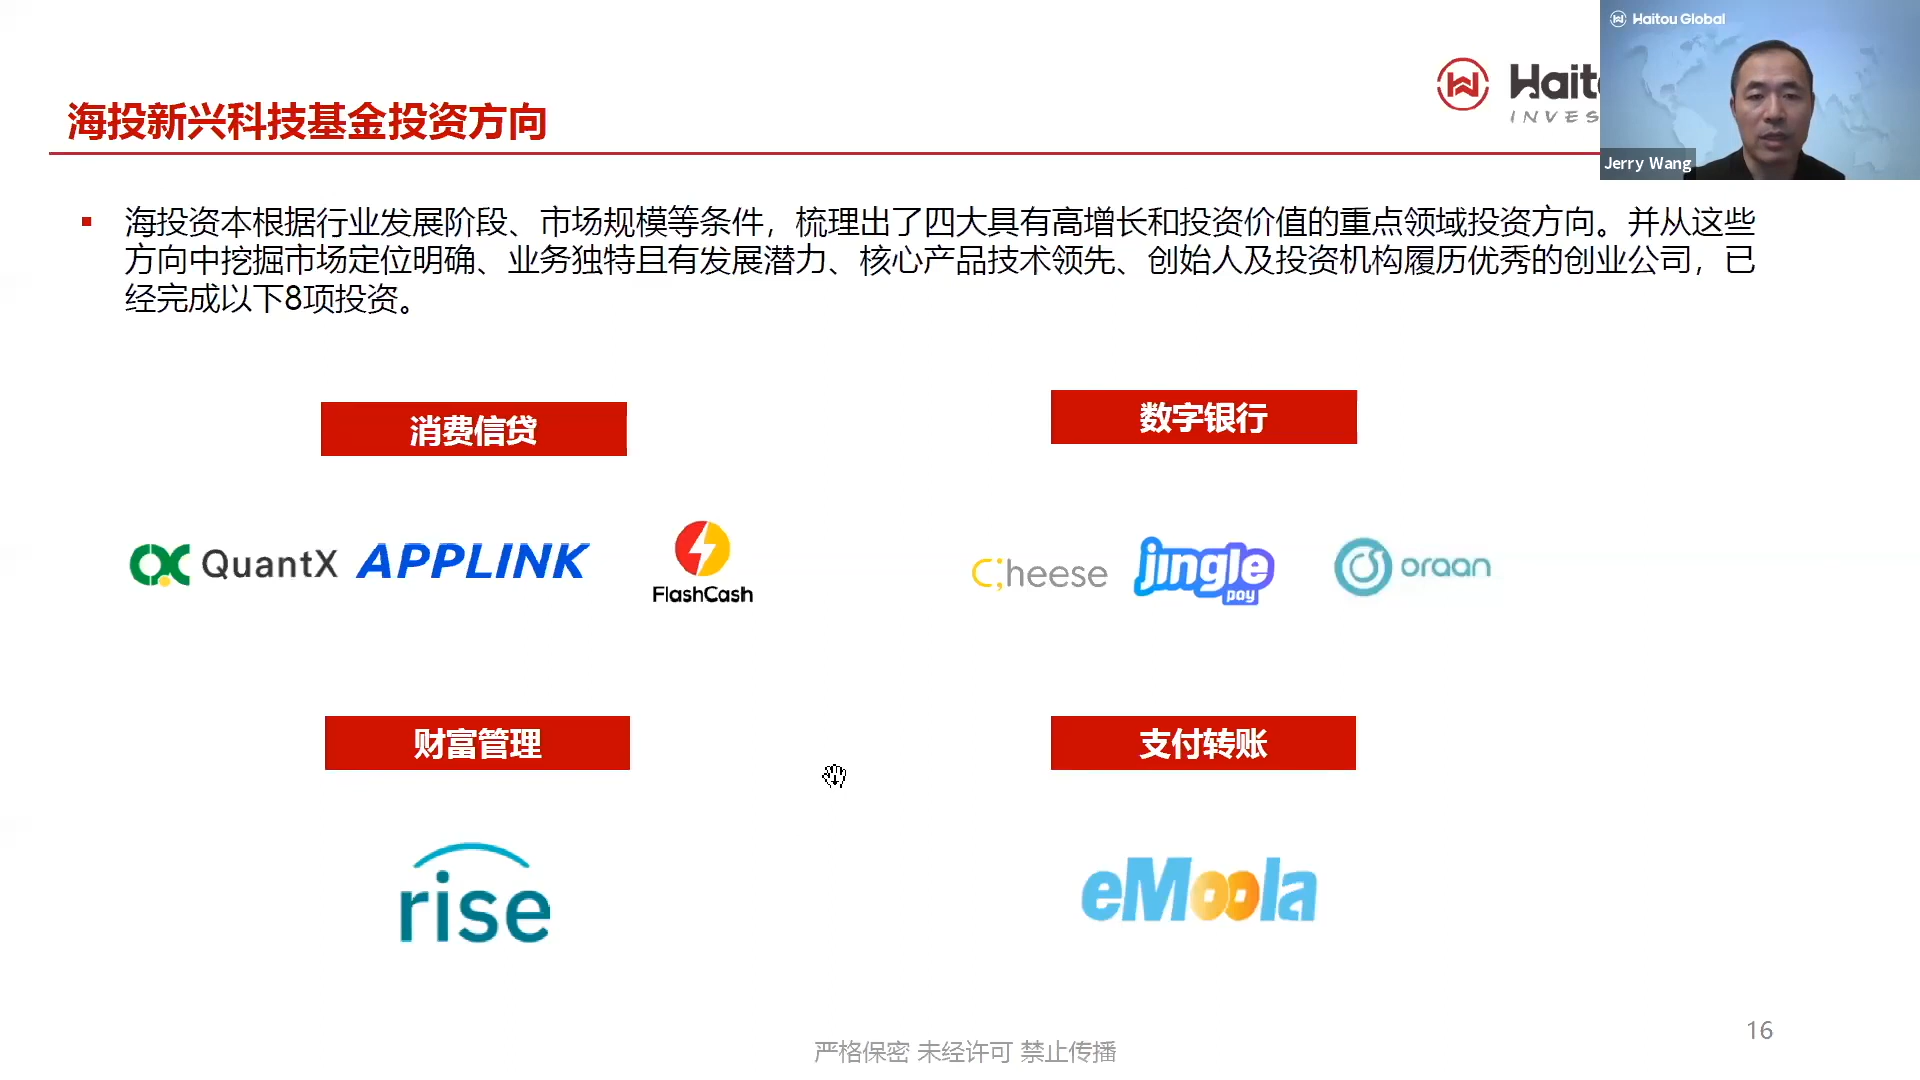 Haitou Global
Hait
INVES
Jerry Wang
海投新兴科技基金投资方向
海投资本根据行业发展阶段、市场规模等条件，梳理出了四大具有高增长和投资价值的重点领域投资方向。并从这些
方向中挖掘市场定位明确、业务独特且有发展潜力、核心产品技术领先、创始人及投资机构履历优秀的创业公司，已
经完成以下8项投资。
消费信贷
数字银行
QuantX APPLINK FlashCash
C;heese jingle pay oraan
财富管理
支付转账
rise
eMoola
16
严格保密 未经许可 禁止传播